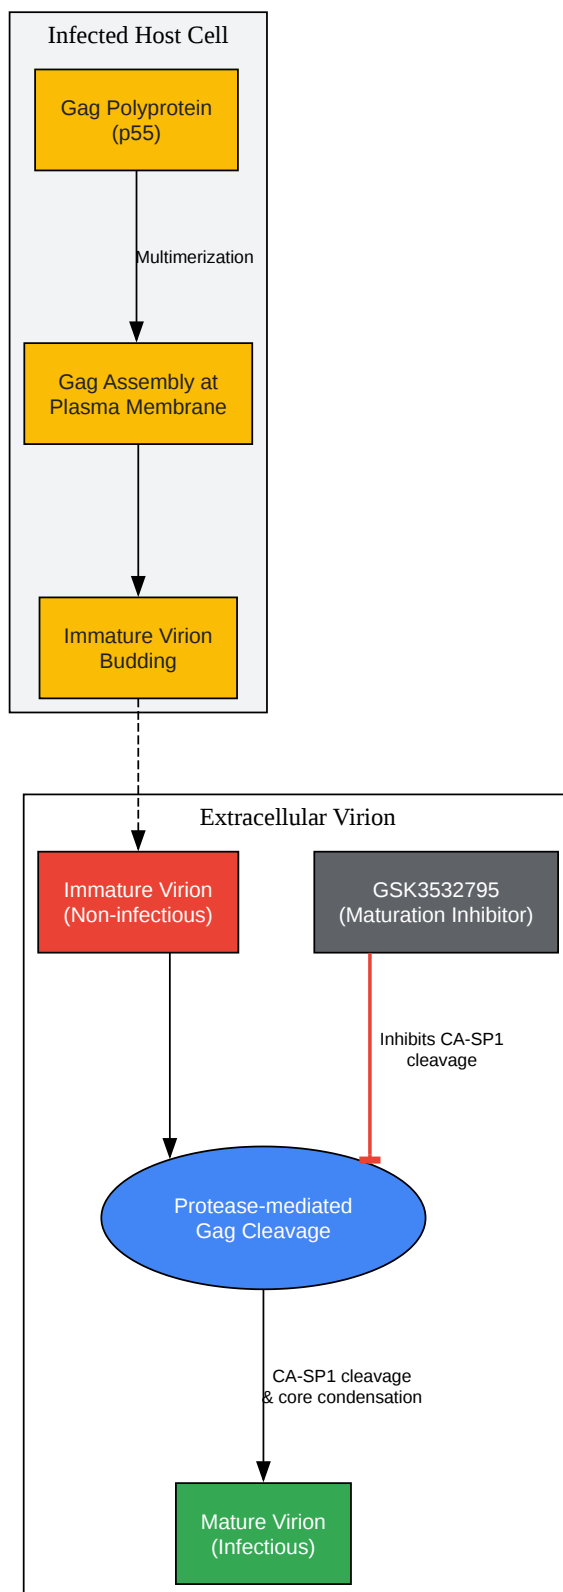 Infected Host Cell
Gag Polyprotein
(p55)
Multimerization
Gag Assembly at
Plasma Membrane
Immature Virion
Budding
Extracellular Virion
Immature Virion
(Non-infectious)
GSK3532795
(Maturation Inhibitor)
Inhibits CA-SP1
cleavage
Protease-mediated
Gag Cleavage
CA-SP1 cleavage
& core condensation
Mature Virion
(Infectious)